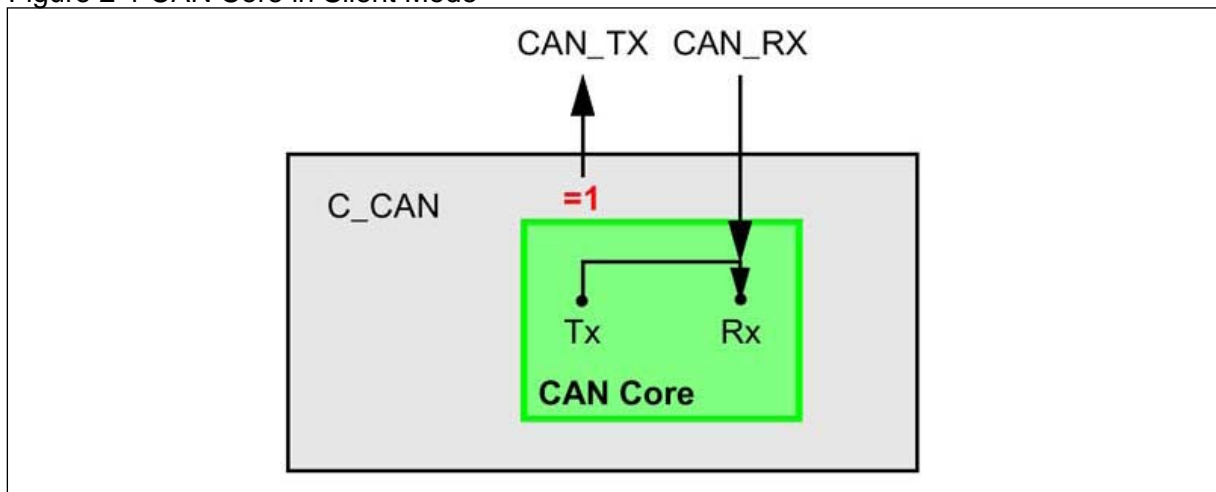 Figure 2-1 CAN Core in Silent Mode
CAN_TX CAN_RX
C_CAN
=1
Tx Rx
CAN Core